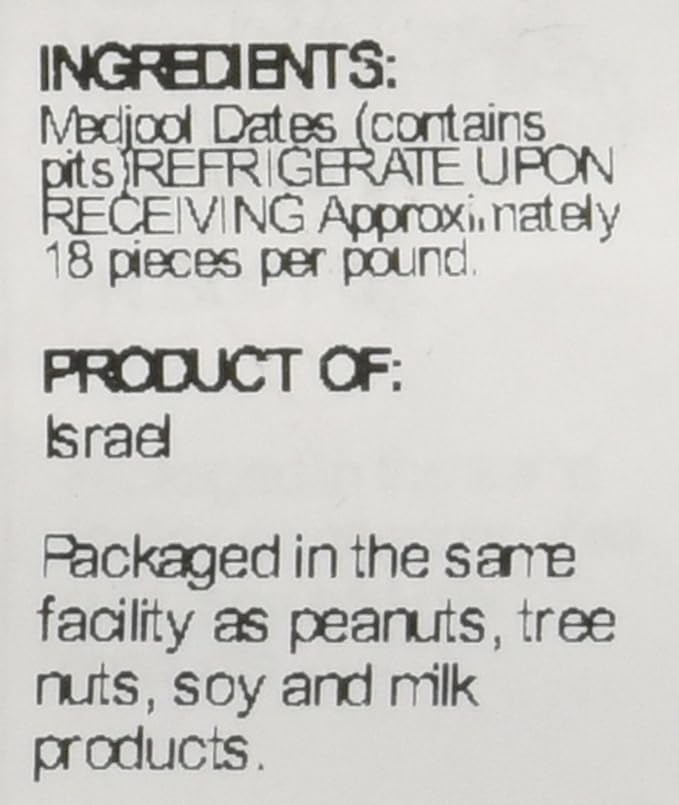 INGREDIENTS:
Medjool Dates (contains
pits)REFRIGERATE UPON
RECEIVING Approximately
18 pieces per pound.
PRODUCT OF:
Israel
Packaged in the same
facility as peanuts, tree
nuts, soy and milk
products.